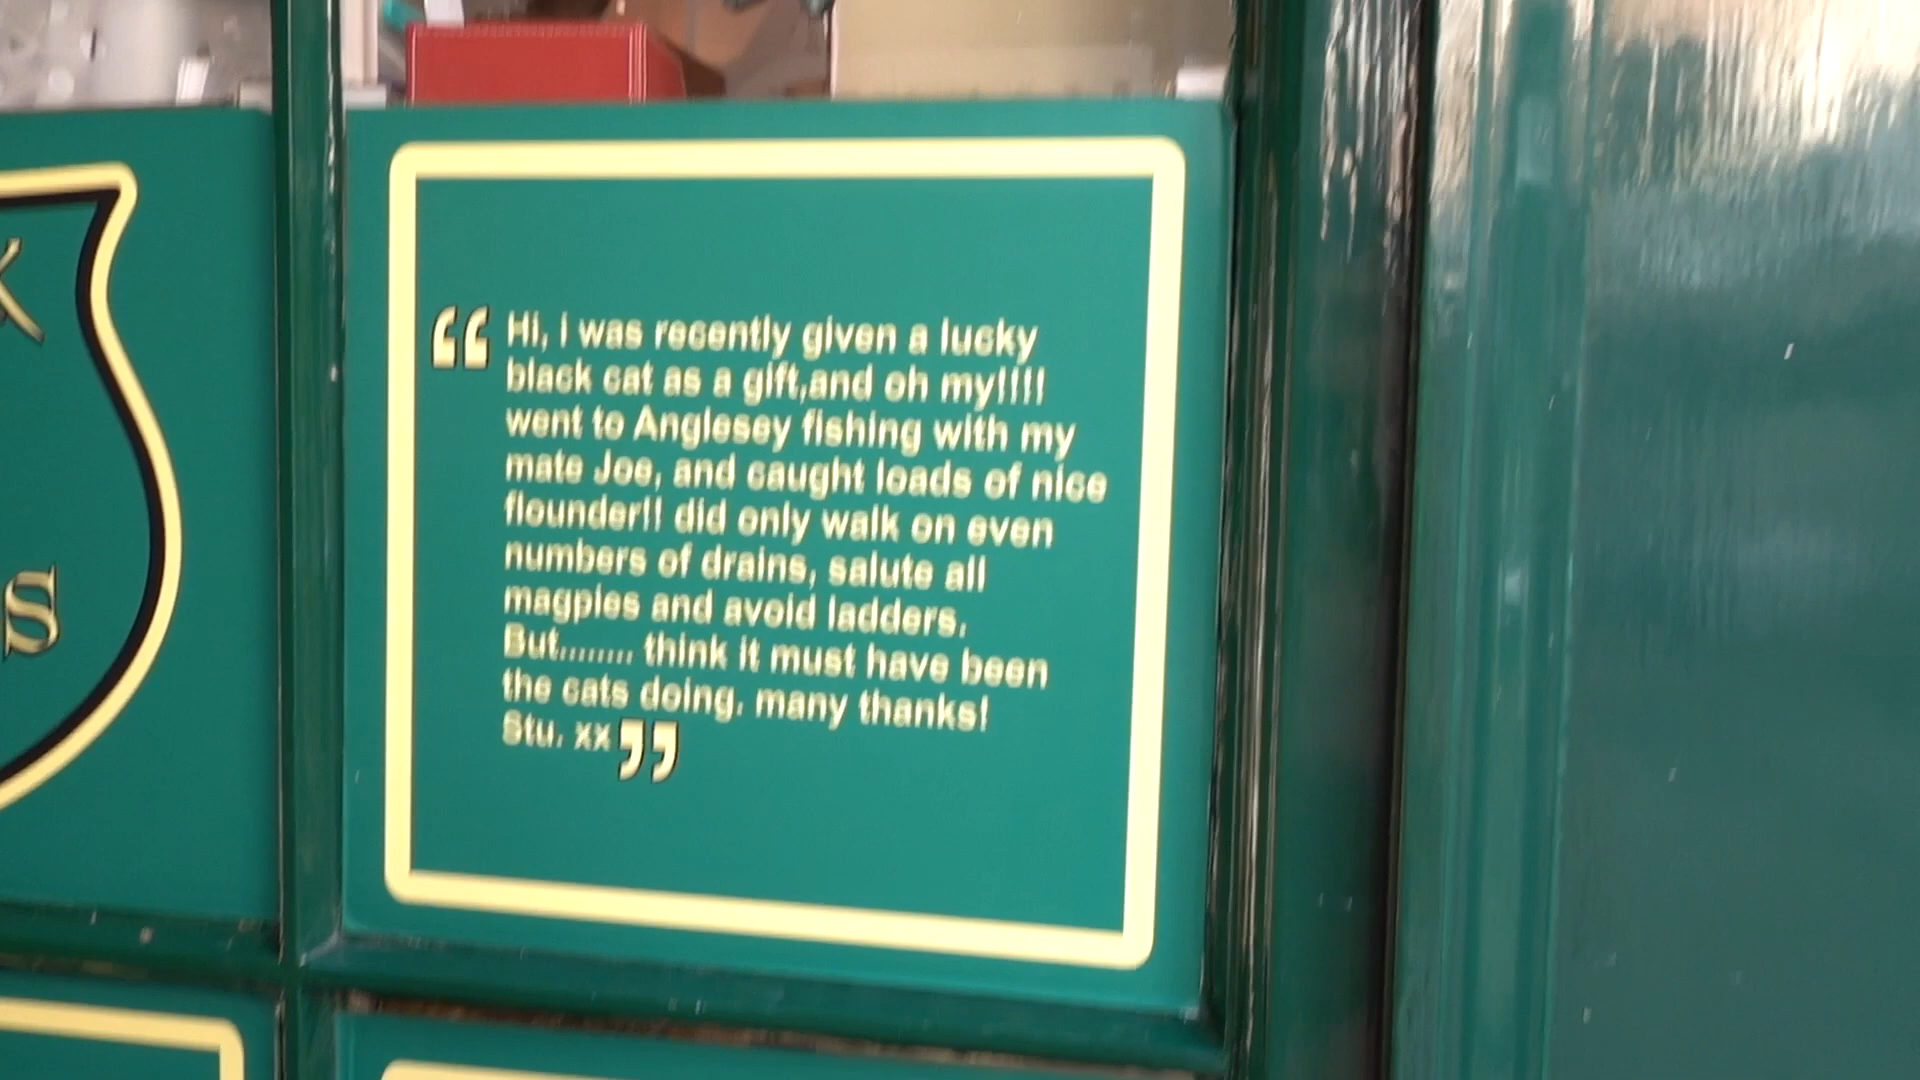 K
S
“ Hi, i was recently given a lucky
black cat as a gift,and oh my!!!!
went to Anglesey fishing with my
mate Joe, and caught loads of nice
flounder!! did only walk on even
numbers of drains, salute all
magpies and avoid ladders.
But........ think it must have been
the cats doing. many thanks!
Stu. xx ”